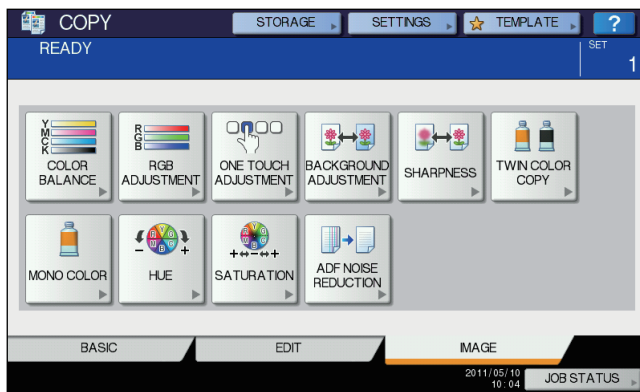 COPY
STORAGE
SETTINGS
TEMPLATE
?
READY
SET
1
Y
M
C
K
COLOR
BALANCE
R
G
B
RGB
ADJUSTMENT
ONE TOUCH
ADJUSTMENT
BACKGROUND
ADJUSTMENT
SHARPNESS
TWIN COLOR
COPY
MONO COLOR
HUE
SATURATION
ADF NOISE
REDUCTION
BASIC
EDIT
IMAGE
2011/05/10
10:04
JOB STATUS